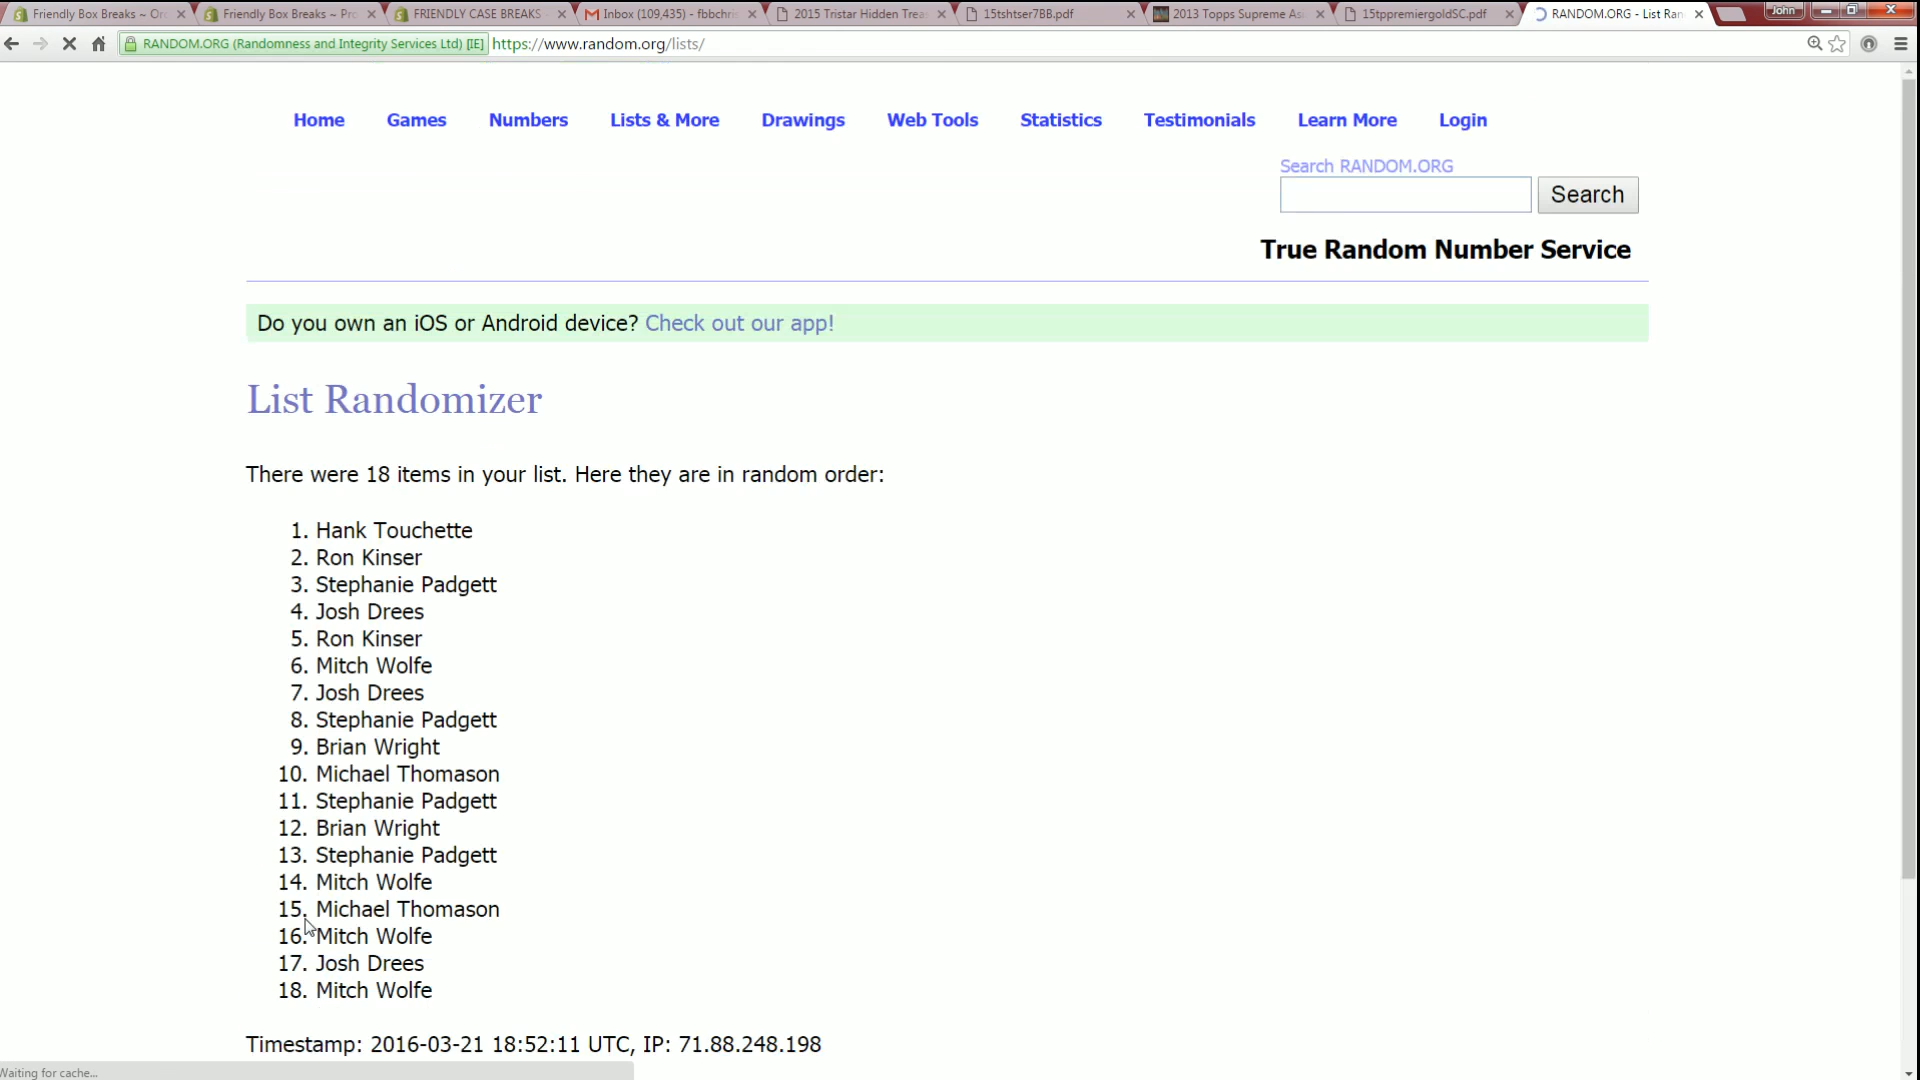 Friendly Box Breaks ~ Or
Friendly Box Breaks ~ Pro
FRIENDLY CASE BREAKS
Inbox (109,435) - fbbchri
2015 Tristar Hidden Trea
15tshtser7BB.pdf
2013 Topps Supreme Asi
15tppremiergoldSC.pdf
RANDOM.ORG - List Ran
John
RANDOM.ORG (Randomness and Integrity Services Ltd) [IE] https://www.random.org/lists/
Home Games Numbers Lists & More Drawings Web Tools Statistics Testimonials Learn More Login
Search RANDOM.ORG
Search
True Random Number Service
Do you own an iOS or Android device? Check out our app!
List Randomizer
There were 18 items in your list. Here they are in random order:
1. Hank Touchette
2. Ron Kinser
3. Stephanie Padgett
4. Josh Drees
5. Ron Kinser
6. Mitch Wolfe
7. Josh Drees
8. Stephanie Padgett
9. Brian Wright
10. Michael Thomason
11. Stephanie Padgett
12. Brian Wright
13. Stephanie Padgett
14. Mitch Wolfe
15. Michael Thomason
16. Mitch Wolfe
17. Josh Drees
18. Mitch Wolfe
Timestamp: 2016-03-21 18:52:11 UTC, IP: 71.88.248.198
Waiting for cache...